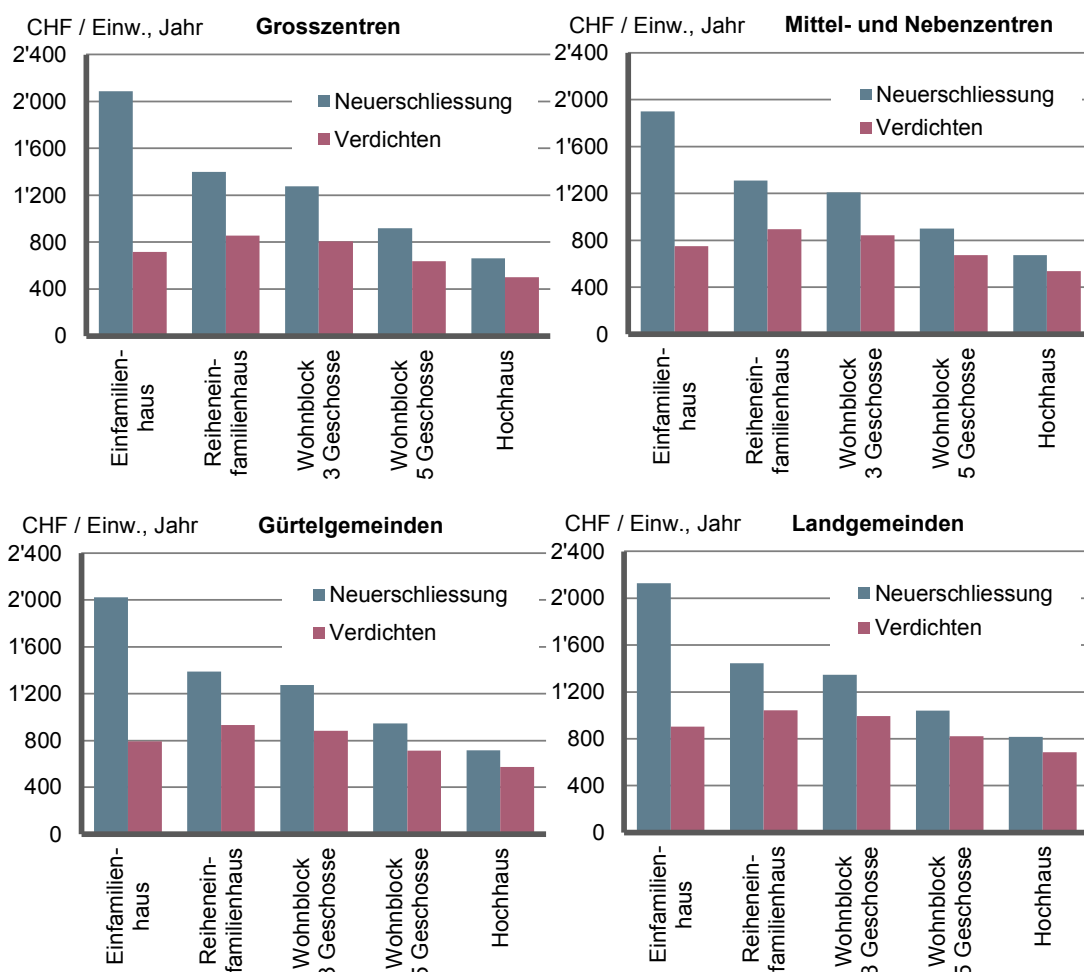 CHF / Einw., Jahr Grosszentren
2'400
2'000
1'600
1'200
800
400
0
Neuerschliessung
Verdichten
Einfamilien-
haus
Reihenein-
familienhaus
Wohnblock
3 Geschosse
Wohnblock
5 Geschosse
Hochhaus
CHF / Einw., Jahr Mittel- und Nebenzentren
2'400
2'000
1'600
1'200
800
400
0
Neuerschliessung
Verdichten
Einfamilien-
haus
Reihenein-
familienhaus
Wohnblock
3 Geschosse
Wohnblock
5 Geschosse
Hochhaus
CHF / Einw., Jahr Gürtelgemeinden
2'400
2'000
1'600
1'200
800
400
0
Neuerschliessung
Verdichten
Einfamilien-
haus
Reihenein-
familienhaus
Wohnblock
3 Geschosse
Wohnblock
5 Geschosse
Hochhaus
CHF / Einw., Jahr Landgemeinden
2'400
2'000
1'600
1'200
800
400
0
Neuerschliessung
Verdichten
Einfamilien-
haus
Reihenein-
familienhaus
Wohnblock
3 Geschosse
Wohnblock
5 Geschosse
Hochhaus